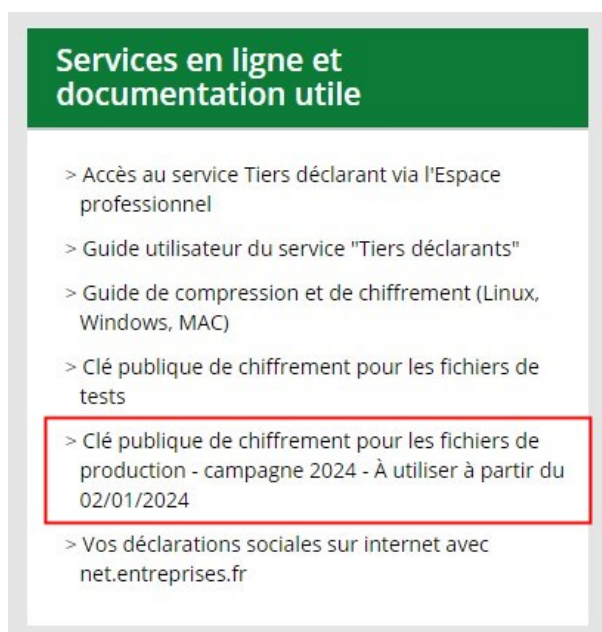 Services en ligne et
documentation utile
> Accès au service Tiers déclarant via l'Espace
professionnel
> Guide utilisateur du service "Tiers déclarants"
> Guide de compression et de chiffrement (Linux,
Windows, MAC)
> Clé publique de chiffrement pour les fichiers de
tests
> Clé publique de chiffrement pour les fichiers de
production - campagne 2024 - À utiliser à partir du
02/01/2024
> Vos déclarations sociales sur internet avec
net.entreprises.fr